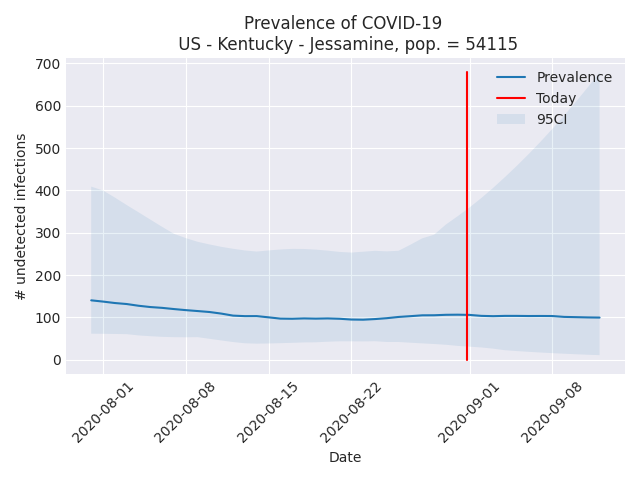 Prevalence of COVID-19
US - Kentucky - Jessamine, pop. = 54115
700
600
500
400
300
200
100
0
# undetected infections
Prevalence
Today
95CI
2020-08-01
2020-08-08
2020-08-15
2020-08-22
2020-09-01
2020-09-08
Date